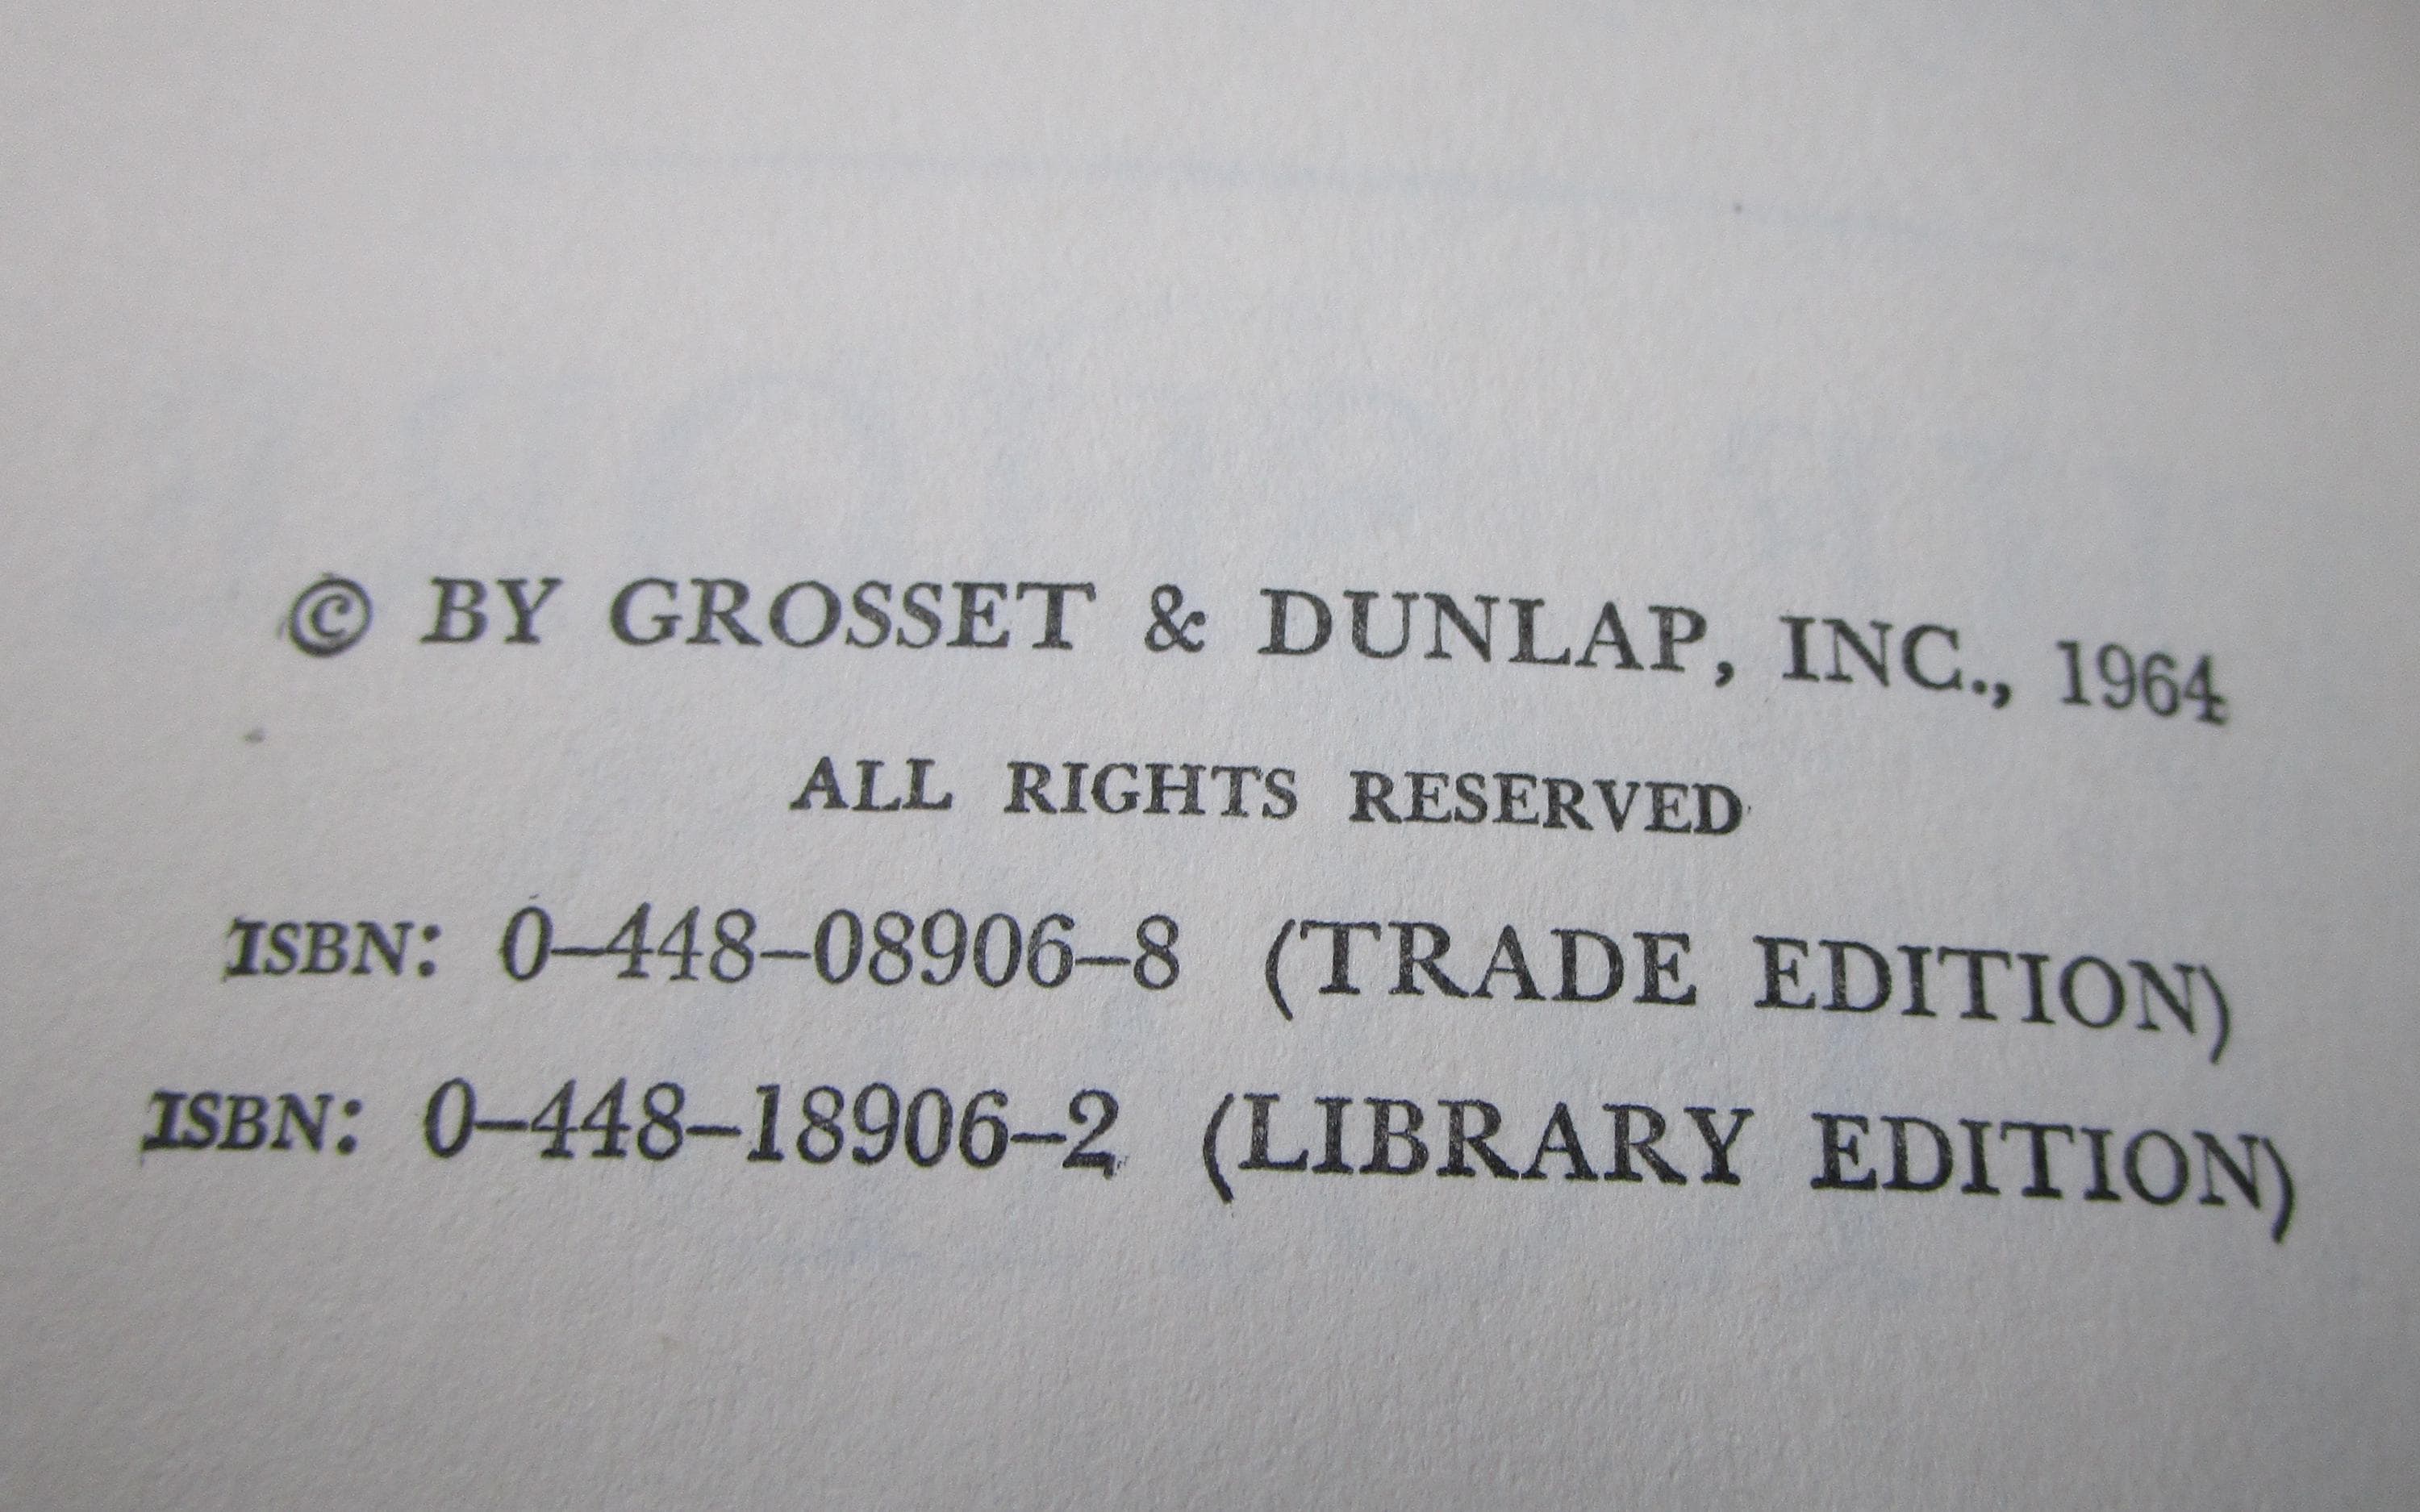 © BY GROSSET & DUNLAP, INC., 1964
ALL RIGHTS RESERVED
ISBN: 0–448–08906–8 (TRADE EDITION)
ISBN: 0–448–18906–2 (LIBRARY EDITION)